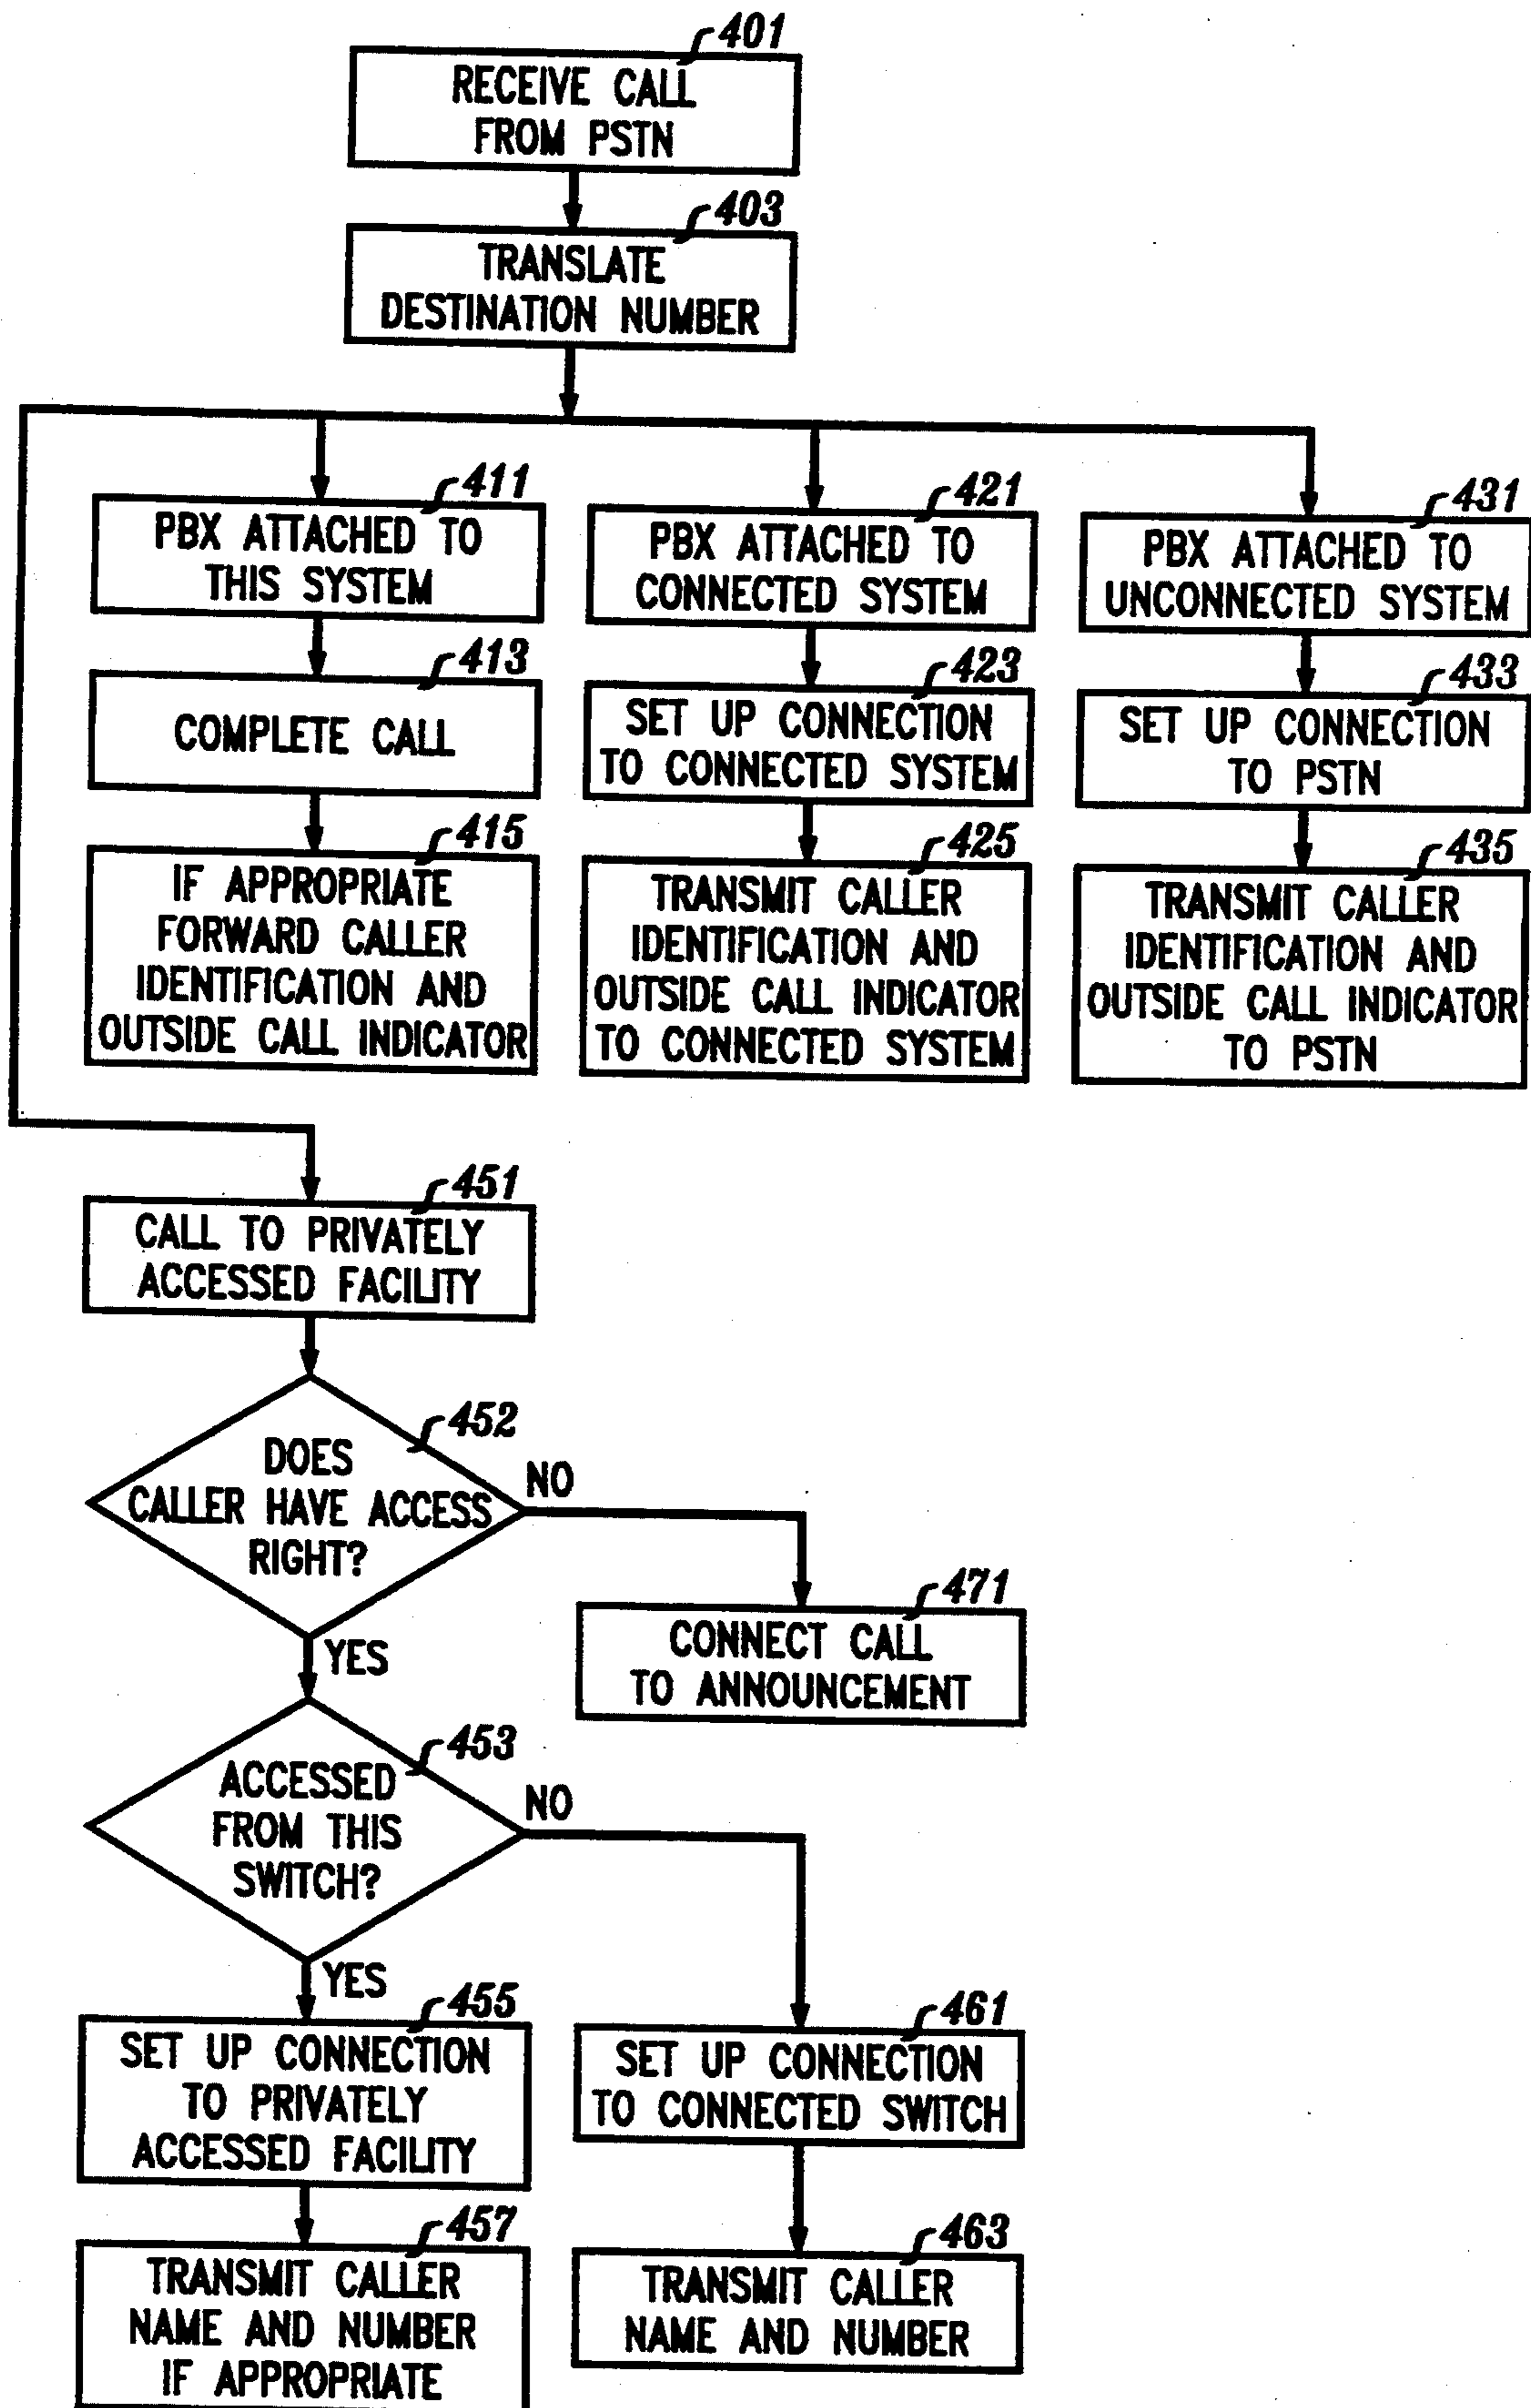 401
RECEIVE CALL
FROM PSTN
403
TRANSLATE
DESTINATION NUMBER
411
PBX ATTACHED TO
THIS SYSTEM
413
COMPLETE CALL
415
IF APPROPRIATE
FORWARD CALLER
IDENTIFICATION AND
OUTSIDE CALL INDICATOR
421
PBX ATTACHED TO
CONNECTED SYSTEM
423
SET UP CONNECTION
TO CONNECTED SYSTEM
425
TRANSMIT CALLER
IDENTIFICATION AND
OUTSIDE CALL INDICATOR
TO CONNECTED SYSTEM
431
PBX ATTACHED TO
UNCONNECTED SYSTEM
433
SET UP CONNECTION
TO PSTN
435
TRANSMIT CALLER
IDENTIFICATION AND
OUTSIDE CALL INDICATOR
TO PSTN
451
CALL TO PRIVATELY
ACCESSED FACILITY
452
DOES
CALLER HAVE ACCESS
RIGHT?
NO
471
CONNECT CALL
TO ANNOUNCEMENT
YES
453
ACCESSED
FROM THIS
SWITCH?
NO
YES
455
SET UP CONNECTION
TO PRIVATELY
ACCESSED FACILITY
457
TRANSMIT CALLER
NAME AND NUMBER
IF APPROPRIATE
461
SET UP CONNECTION
TO CONNECTED SWITCH
463
TRANSMIT CALLER
NAME AND NUMBER